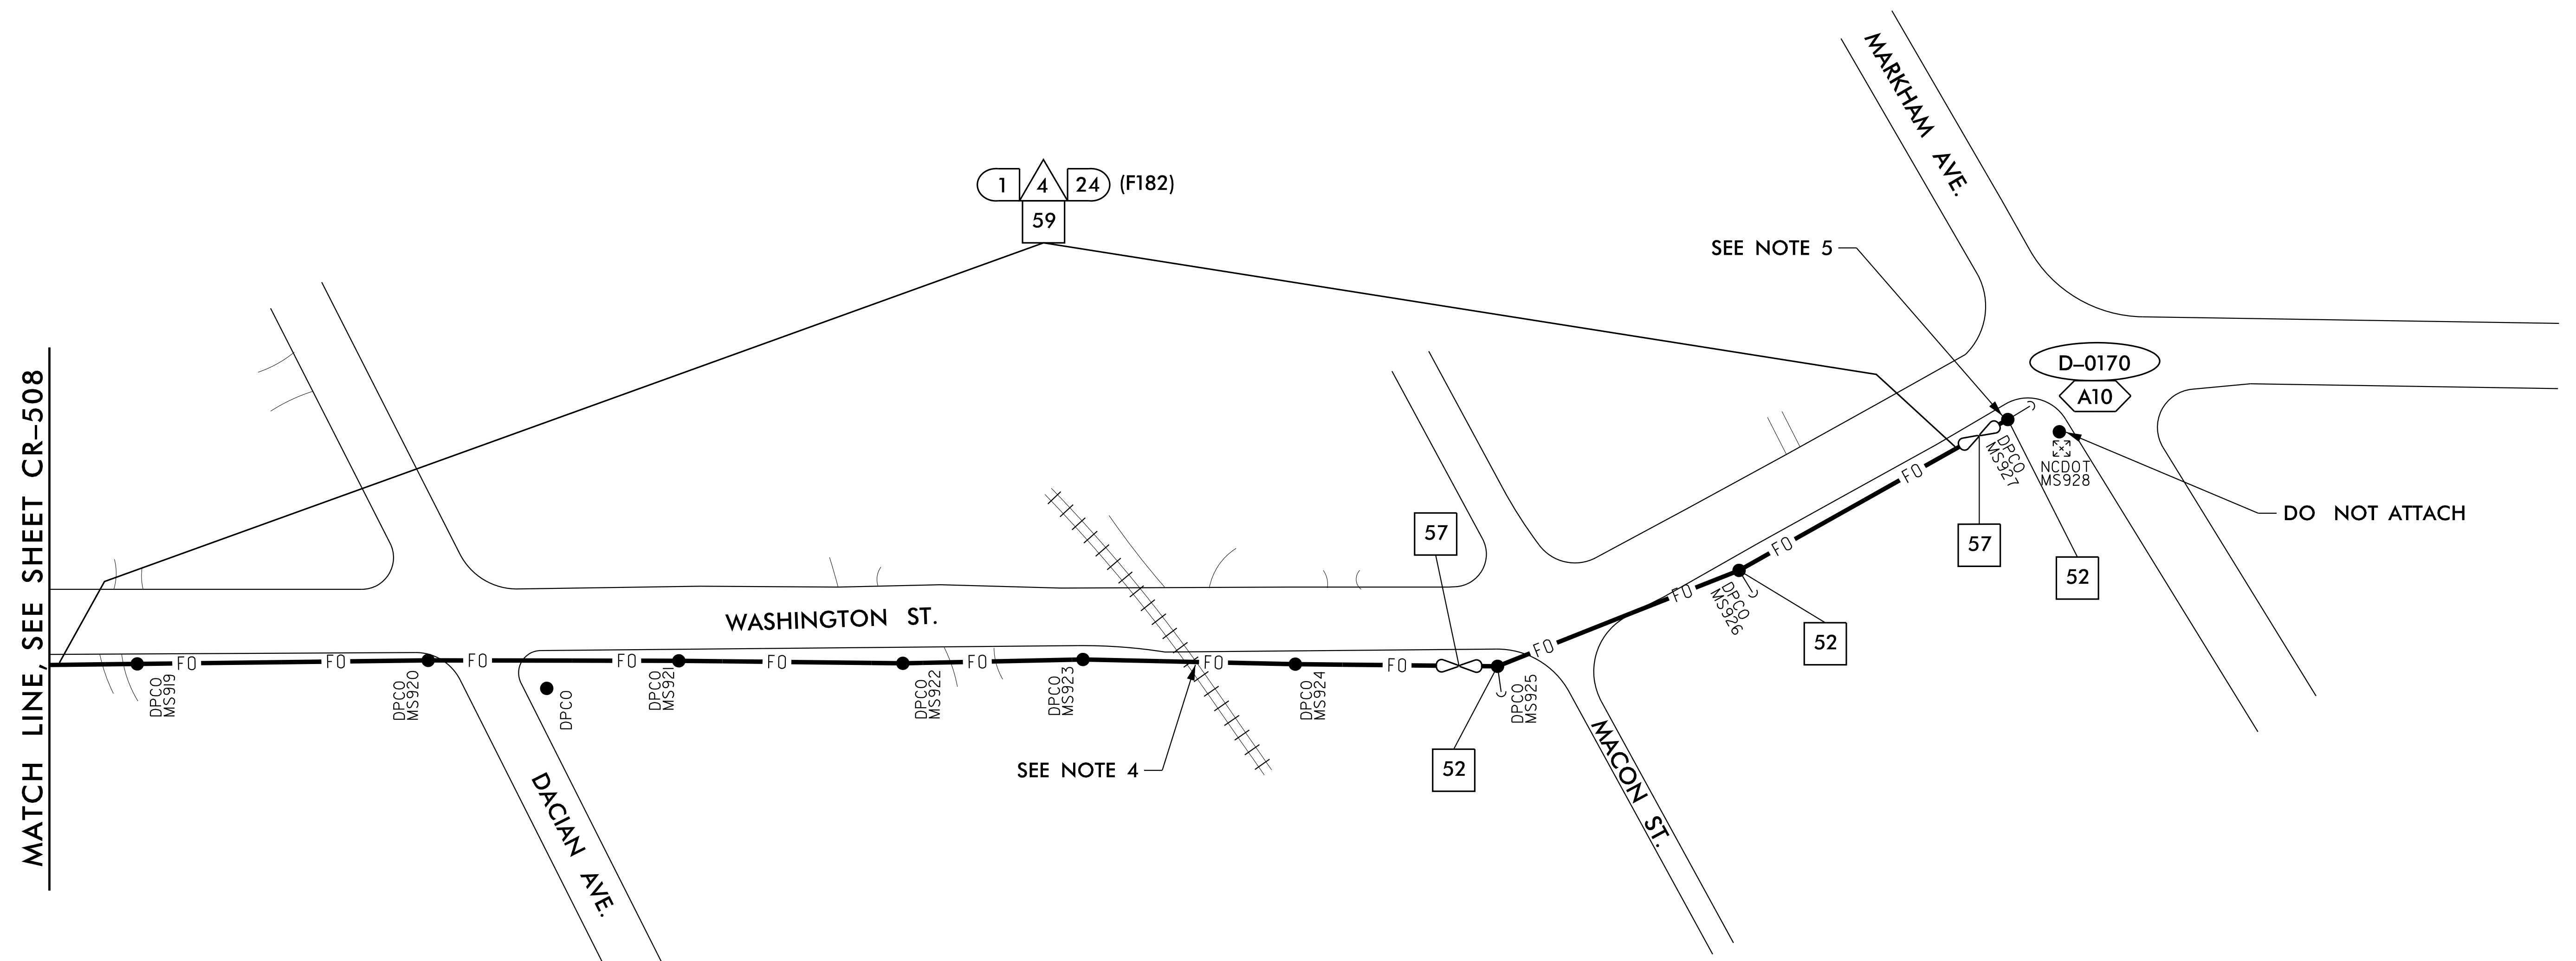 MARKHAM AVE.
1 4 24 (F182)
59
SEE NOTE 5
D-0170
A10
MATCH LINE, SEE SHEET CR-508
DPCO
MS927
NCDOT
MS928
DO NOT ATTACH
57
57
52
FO
FO
FO
FO
DPCO
MS926
52
WASHINGTON ST.
FO
FO
FO
FO
FO
FO
FO
FO
DPCO
MS919
DPCO
MS920
DPCO
DPCO
MS921
DPCO
MS922
DPCO
MS923
DPCO
MS924
DPCO
MS925
SEE NOTE 4
52
DACIAN AVE.
MACON ST.